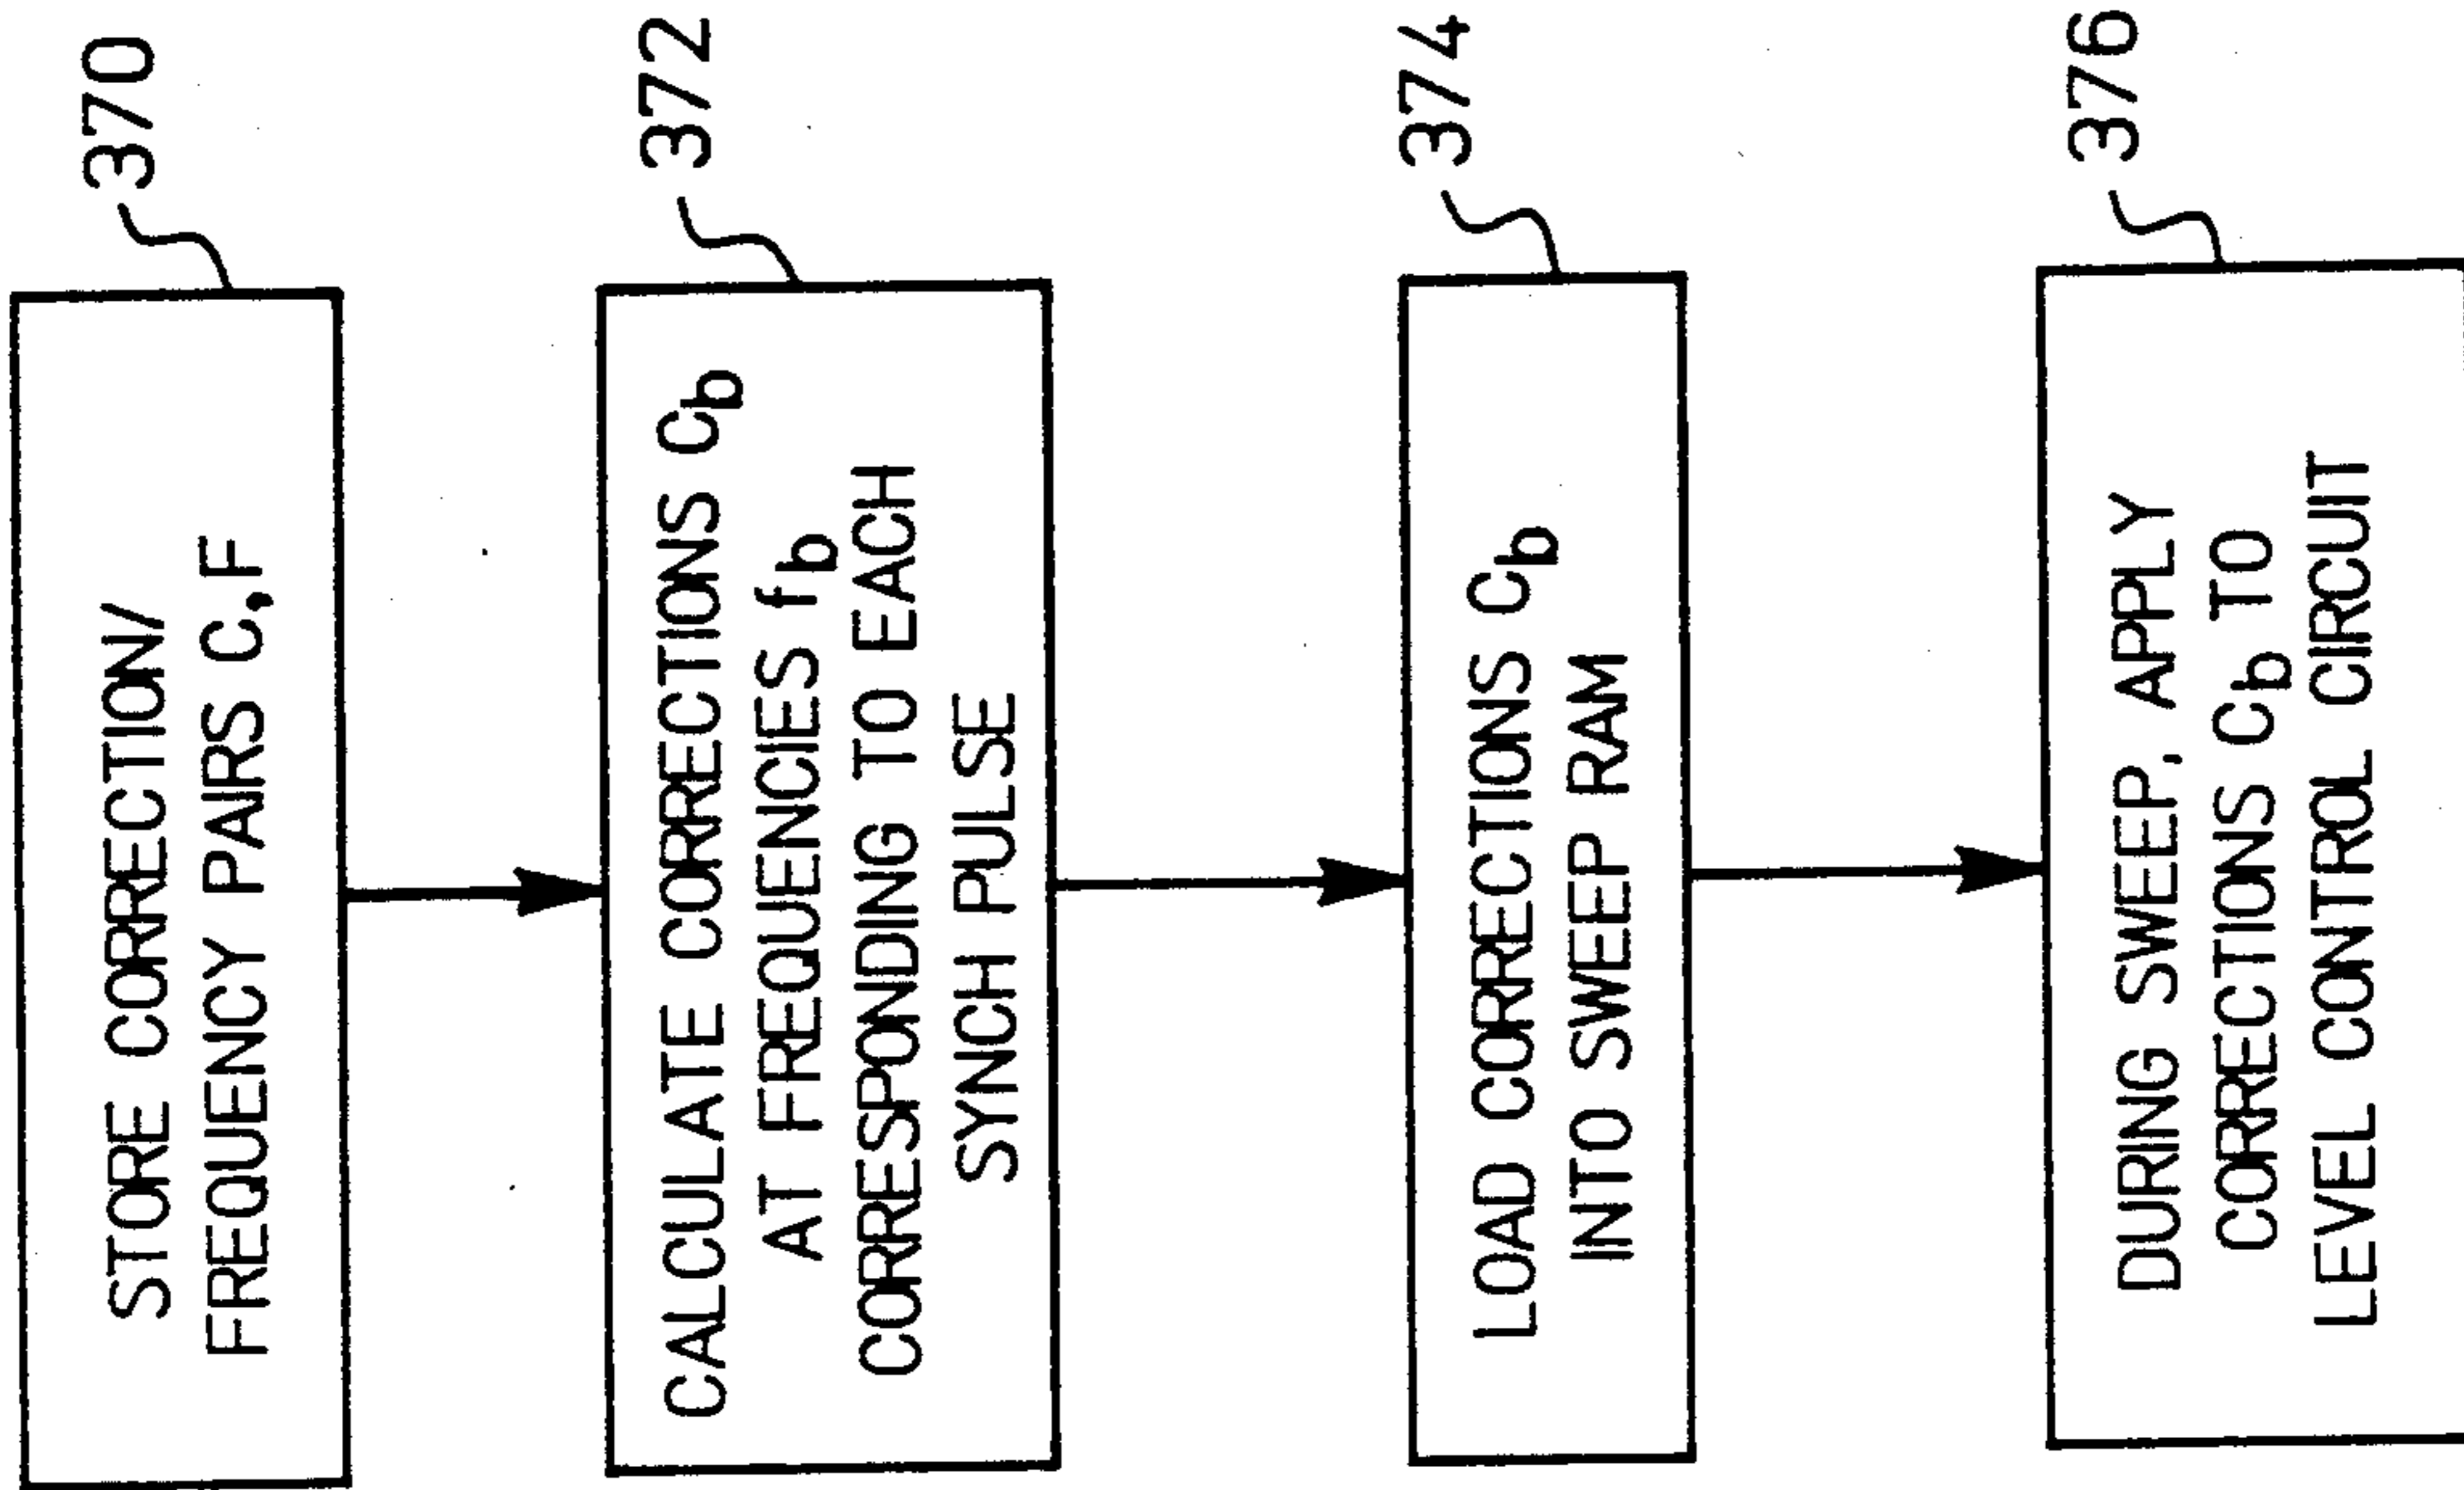 370
STORE CORRECTION/
FREQUENCY PAIRS C,F
372
CALCULATE CORRECTIONS Cb
AT FREQUENCIES fb
CORRESPONDING TO EACH
SYNCH PULSE
374
LOAD CORRECTIONS Cb
INTO SWEEP RAM
376
DURING SWEEP, APPLY
CORRECTIONS Cb TO
LEVEL CONTROL CIRCUIT